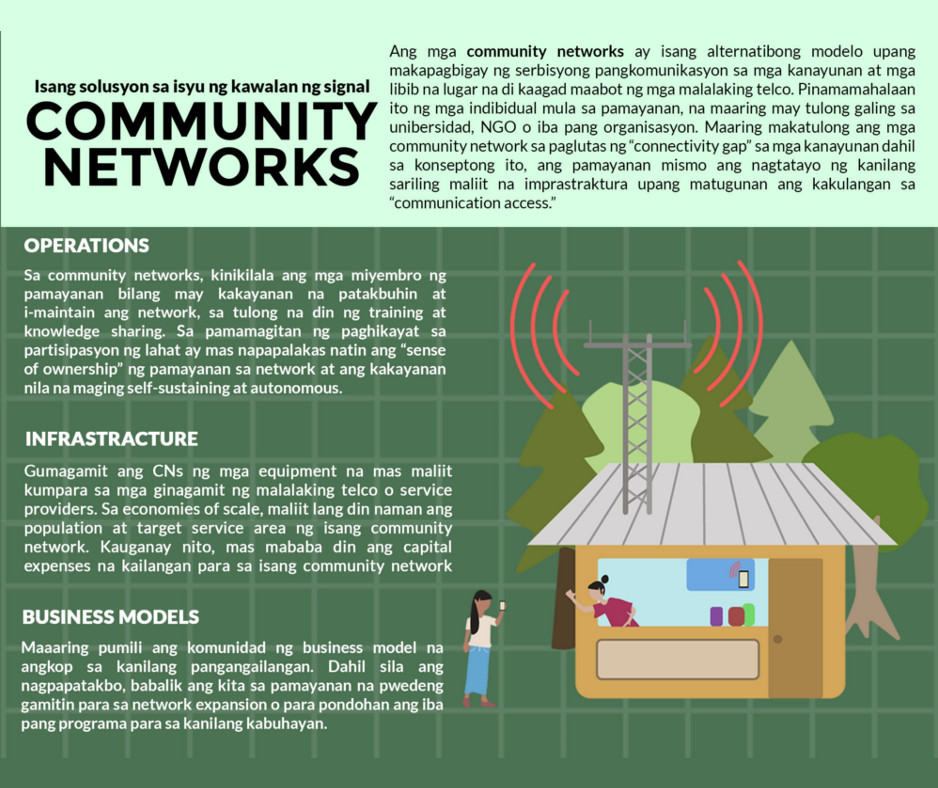 Isang solusyon sa isyu ng kawalan ng signal
COMMUNITY
NETWORKS
Ang mga community networks ay isang alternatibong modelo upang
makapagbigay ng serbisyong pangkomunikasyon sa mga kanayunan at mga
libib na lugar na di kaagad maabot ng mga malalaking telco. Pinamamahalaan
ito ng mga indibidual mula sa pamayanan, na maaring may tulong galing sa
unibersidad, NGO o iba pang organisasyon. Maaring makatulong ang mga
community network sa paglutas ng “connectivity gap” sa mga kanayunan dahil
sa konseptong ito, ang pamayanan mismo ang nagtatayo ng kanilang
sariling maliit na imprastraktura upang matugunan ang kakulangan sa
“communication access.”
OPERATIONS
Sa community networks, kinikilala ang mga miyembro ng
pamayanan bilang may kakayanan na patakbuhin at
i-maintain ang network, sa tulong na din ng training at
knowledge sharing. Sa pamamagitan ng paghikayat sa
partisipasyon ng lahat ay mas napapalakas natin ang “sense
of ownership” ng pamayanan sa network at ang kakayanan
nila na maging self-sustaining at autonomous.
INFRASTRACTURE
Gumagamit ang CNs ng mga equipment na mas maliit
kumpara sa mga ginagamit ng malalaking telco o service
providers. Sa economies of scale, maliit lang din naman ang
population at target service area ng isang community
network. Kauganay nito, mas mababa din ang capital
expenses na kailangan para sa isang community network
BUSINESS MODELS
Maaaring pumili ang komunidad ng business model na
angkop sa kanilang pangangailangan. Dahil sila ang
nagpapatakbo, babalik ang kita sa pamayanan na pwedeng
gamitin para sa network expansion o para pondohan ang iba
pang programa para sa kanilang kabuhayan.